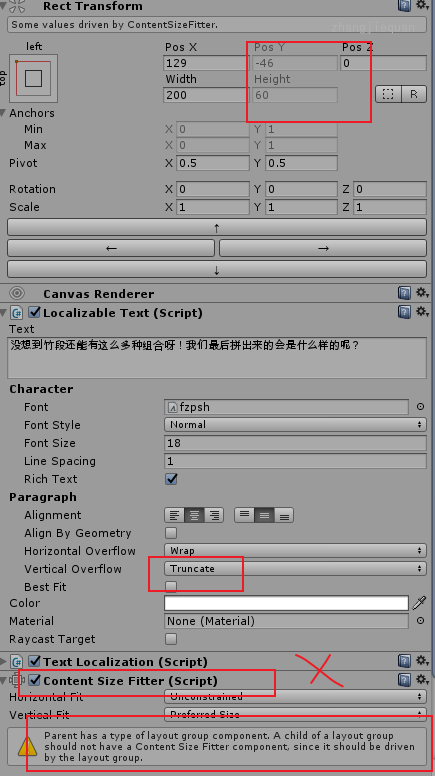 Rect Transform
Some values driven by ContentSizeFitter.
left
top
Pos X Pos Y Pos Z
129 -46 0
Width Height
200 60 R
Anchors
Min X 0 Y 1
Max X 0 Y 1
Pivot X 0.5 Y 0.5
Rotation X 0 Y 0 Z 0
Scale X 1 Y 1 Z 1
↑
← →
↓
Canvas Renderer
Localizable Text (Script)
Text
没想到竹段还能有这么多种组合呀！我们最后拼出来的会是什么样的呢？
Character
Font fzpsh
Font Style Normal
Font Size 18
Line Spacing 1
Rich Text
Paragraph
Alignment
Align By Geometry
Horizontal Overflow Wrap
Vertical Overflow Truncate
Best Fit
Color
Material None (Material)
Raycast Target
Text Localization (Script)
Content Size Fitter (Script)
Horizontal Fit Unconstrained
Vertical Fit Preferred Size
Parent has a type of layout group component. A child of a layout group
should not have a Content Size Fitter component, since it should be driven
by the layout group.